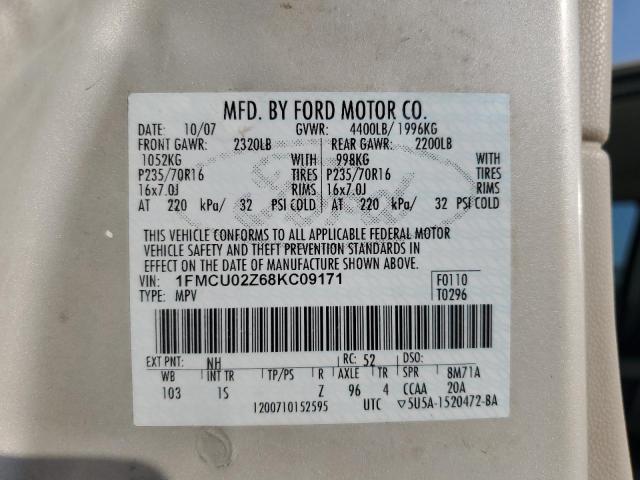 MFD. BY FORD MOTOR CO.
DATE: 10/07 GVWR: 4400LB/ 1996KG
FRONT GAWR: 2320LB REAR GAWR: 2200LB
1052KG WITH 998KG WITH
P235/70R16 TIRES P235/70R16 TIRES
16x7.0J RIMS 16x7.0J RIMS
AT 220 kPa/ 32 PSI COLD AT 220 kPa/ 32 PSI COLD
THIS VEHICLE CONFORMS TO ALL APPLICABLE FEDERAL MOTOR
VEHICLE SAFETY AND THEFT PREVENTION STANDARDS IN
EFFECT ON THE DATE OF MANUFACTURE SHOWN ABOVE.
VIN: 1FMCU02Z68KC09171 F0110
TYPE: MPV T0296
EXT PNT: NH RC: 52 DSO:
WB INT TR TP/PS R AXLE TR SPR 8M71A
103 1S Z 96 4 CCAA 20A
1200710152595 UTC ▽5U5A-1520472-BA